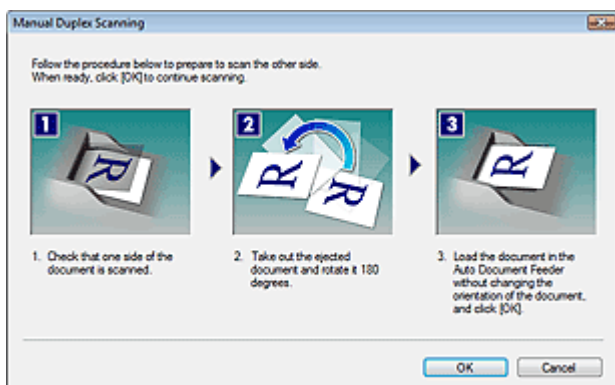 Manual Duplex Scanning
Follow the procedure below to prepare to scan the other side.
When ready, click [OK] to continue scanning.
1
R
2
R
R
3
R
1. Check that one side of the
document is scanned.
2. Take out the ejected
document and rotate it 180
degrees.
3. Load the document in the
Auto Document Feeder
without changing the
orientation of the document,
and click [OK].
OK
Cancel